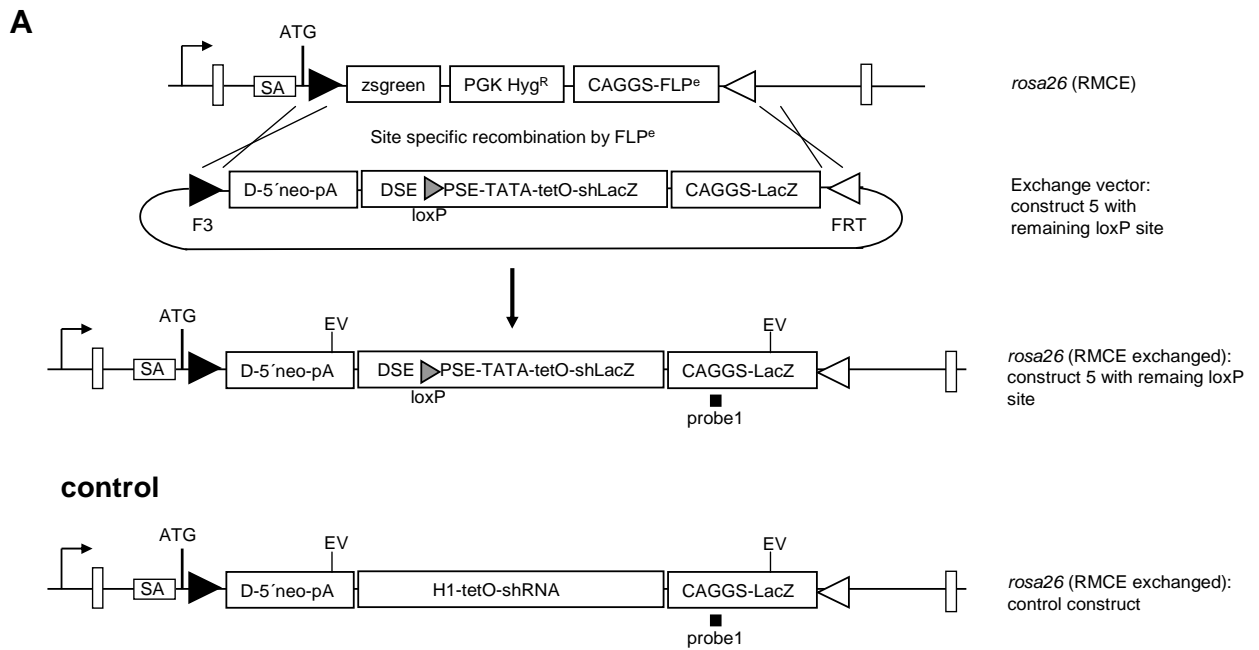 A
ATG
SA
zsgreen
PGK Hygᴿ
CAGGS-FLPᵉ
rosa26 (RMCE)
Site specific recombination by FLPᵉ
D-5´neo-pA
DSE
PSE-TATA-tetO-shLacZ
CAGGS-LacZ
loxP
F3
FRT
Exchange vector:
construct 5 with
remaining loxP site
ATG
EV
EV
SA
D-5´neo-pA
DSE
PSE-TATA-tetO-shLacZ
CAGGS-LacZ
loxP
probe1
rosa26 (RMCE exchanged):
construct 5 with remaing loxP
site
control
ATG
EV
EV
SA
D-5´neo-pA
H1-tetO-shRNA
CAGGS-LacZ
probe1
rosa26 (RMCE exchanged):
control construct